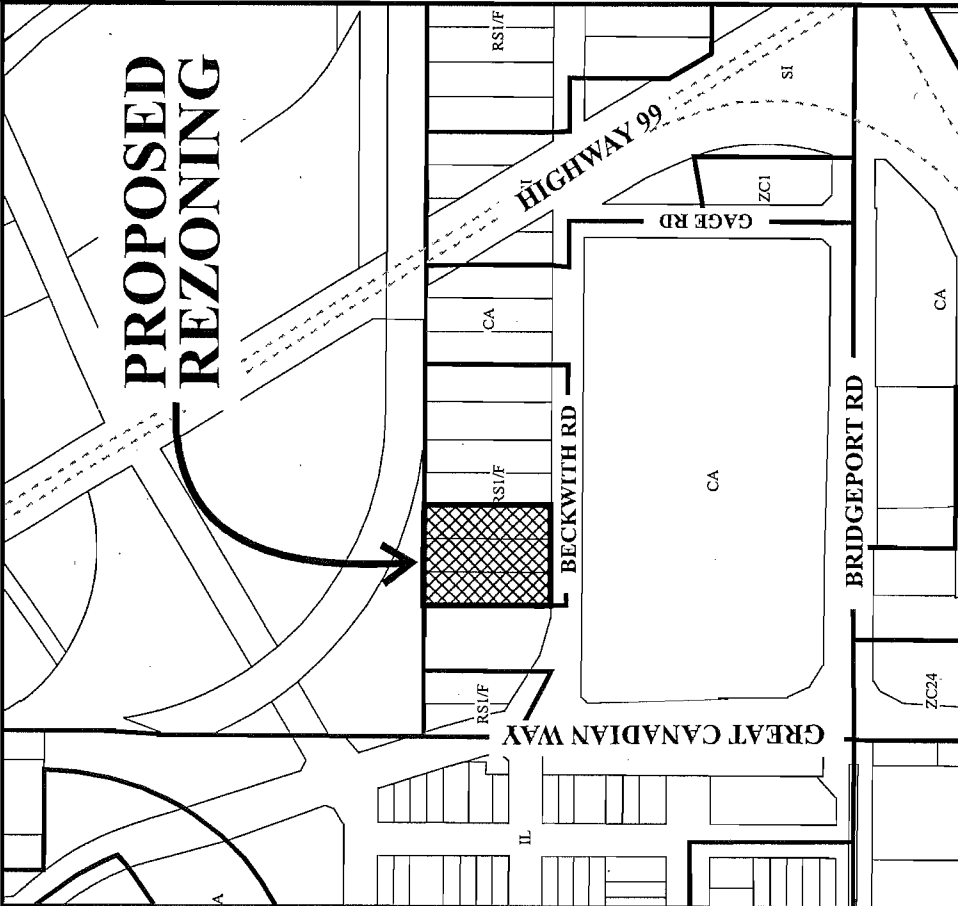 PROPOSED
REZONING
RS1/F
SI
HIGHWAY 99
ZC1
GAGE RD
CA
CA
RS1/F
BECKWITH RD
CA
BRIDGEPORT RD
RS1/F
GREAT CANADIAN WAY
ZC24
IL
A